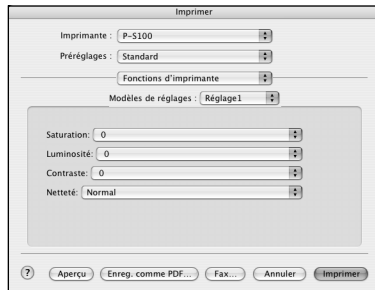 Imprimer
Imprimante : P-S100
Préréglages : Standard
Fonctions d'imprimante
Modèles de réglages : Réglage1
Saturation: 0
Luminosité: 0
Contraste: 0
Netteté: Normal
? Aperçu Enreg. comme PDF... Fax... Annuler Imprimer